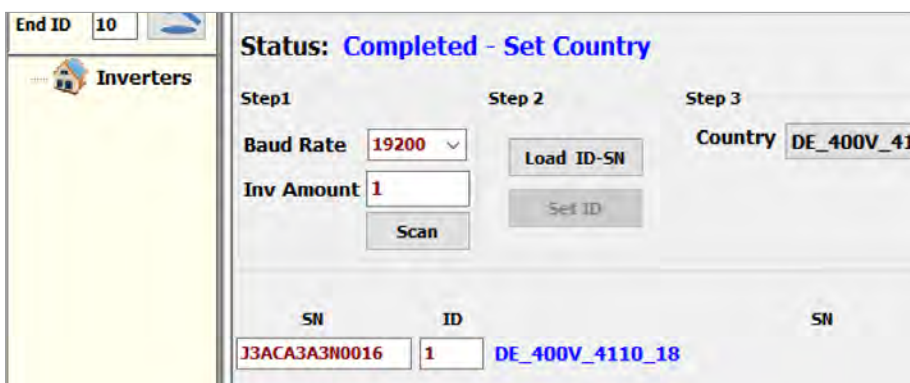 End ID 10
Inverters
Status: Completed - Set Country
Step1 Step 2 Step 3
Baud Rate 19200 Load ID-SN Country DE_400V_41
Inv Amount 1 Set ID
Scan
SN ID SN
J3ACA3A3N0016 1 DE_400V_4110_18